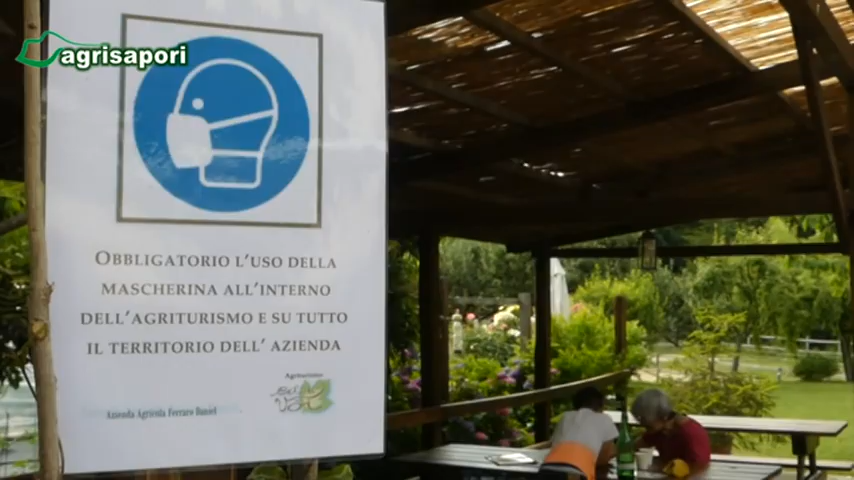 agrisapori
OBBLIGATORIO L'USO DELLA
MASCHERINA ALL'INTERNO
DELL'AGRITURISMO E SU TUTTO
IL TERRITORIO DELL' AZIENDA
Agriturismo
Azienda Agricola Ferraro Daniel